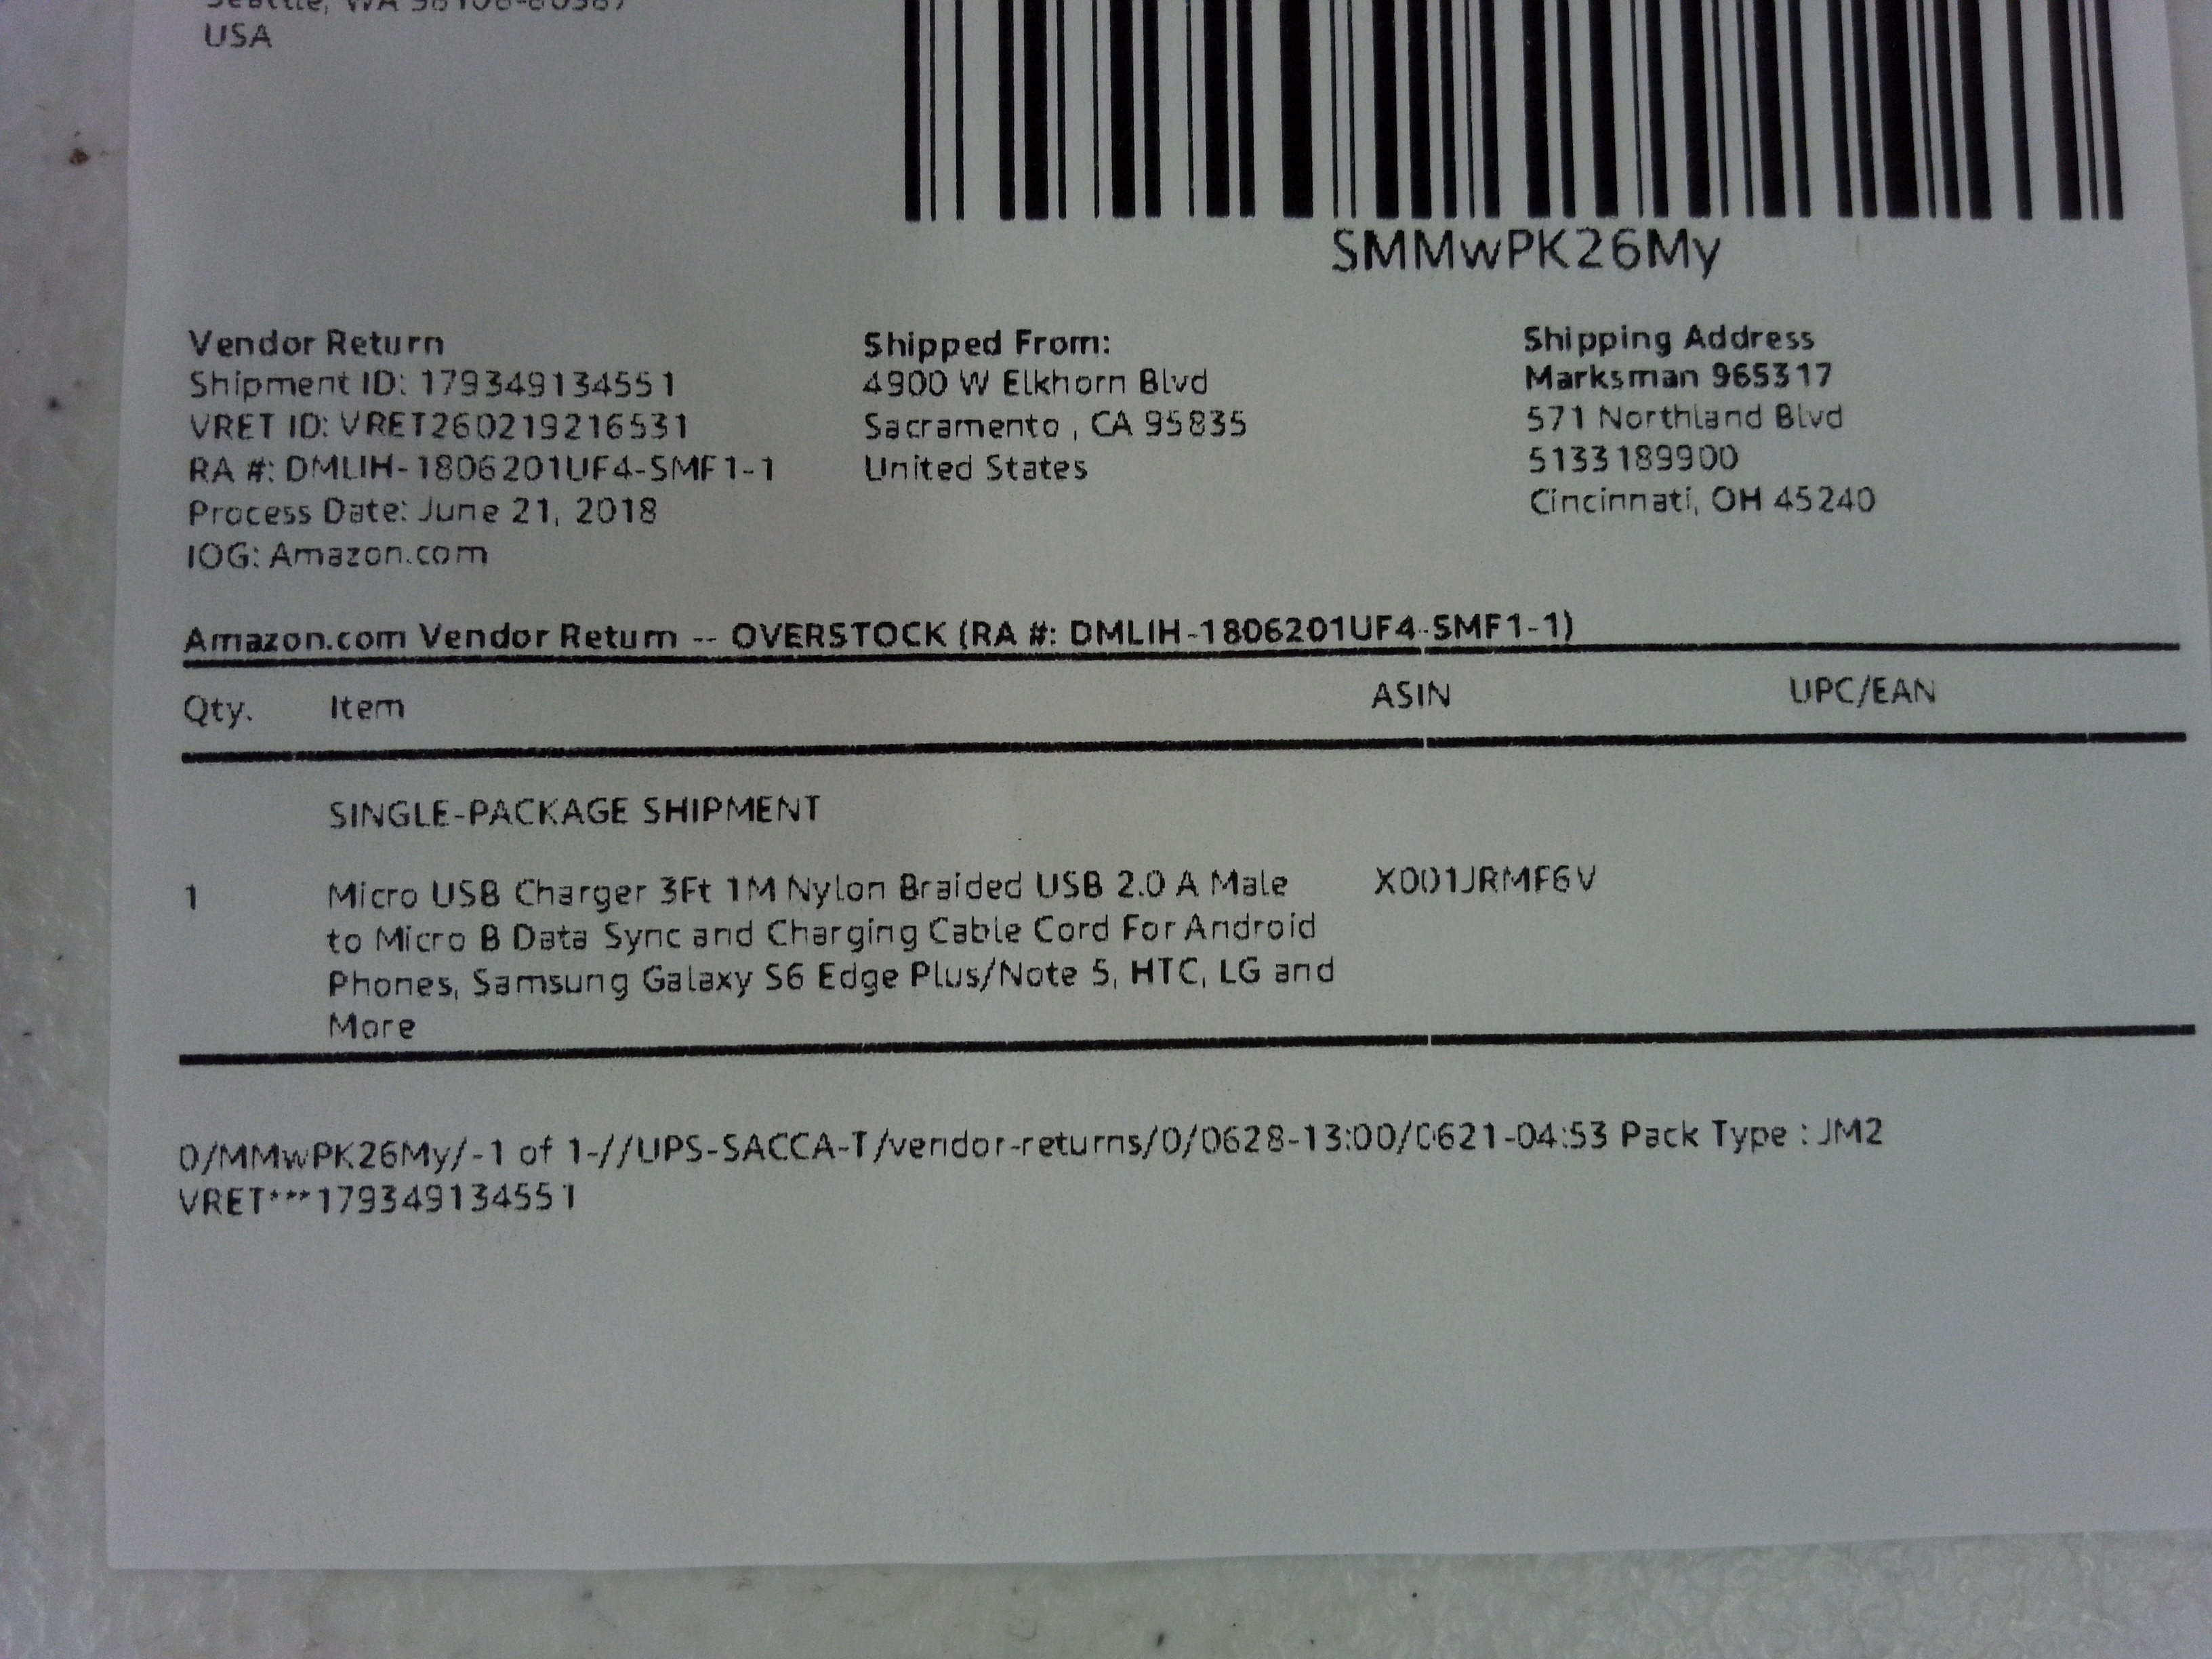 USA
SMMwPK26My
Vendor Return
Shipment ID: 179349134551
VRET ID: VRET260219216531
RA #: DMLIH-1806201UF4-SMF1-1
Process Date: June 21, 2018
IOG: Amazon.com
Shipped From:
4900 W Elkhorn Blvd
Sacramento , CA 95835
United States
Shipping Address
Marksman 965317
571 Northland Blvd
5133189900
Cincinnati, OH 45240
Amazon.com Vendor Return -- OVERSTOCK (RA #: DMLIH-1806201UF4-SMF1-1)
Qty. Item ASIN UPC/EAN
SINGLE-PACKAGE SHIPMENT
1 Micro USB Charger 3Ft 1M Nylon Braided USB 2.0 A Male X001JRMF6V
to Micro B Data Sync and Charging Cable Cord For Android
Phones, Samsung Galaxy S6 Edge Plus/Note 5, HTC, LG and
More
0/MMwPK26My/-1 of 1-//UPS-SACCA-T/vendor-returns/0/0628-13:00/0621-04:53 Pack Type : JM2
VRET***179349134551